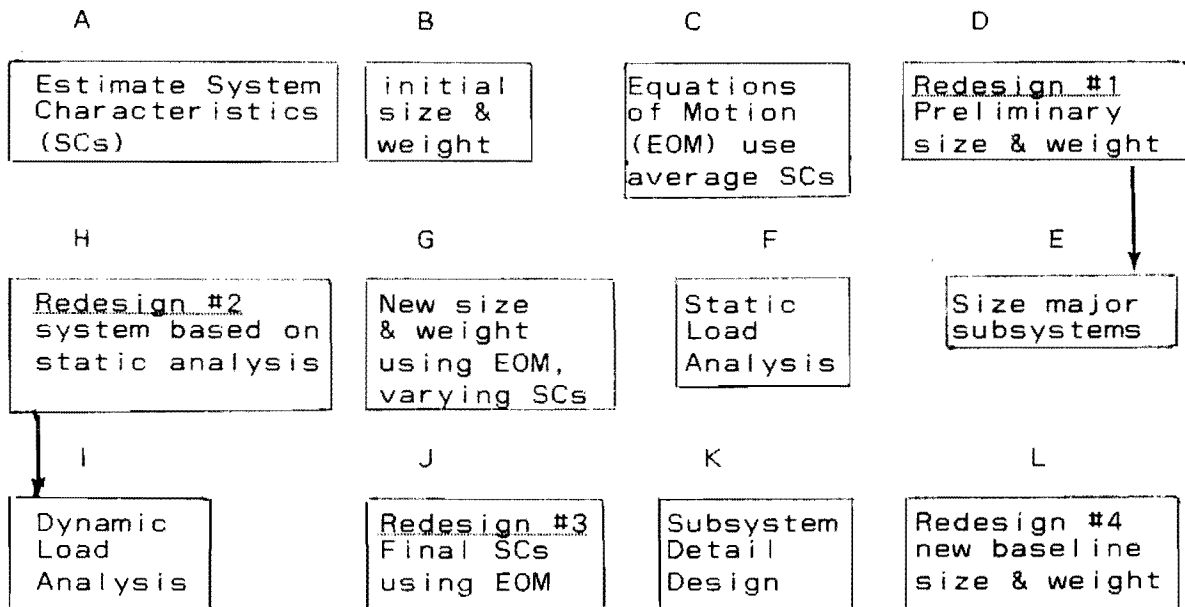 A
B
C
D
Estimate System
Characteristics
(SCs)
initial
size &
weight
Equations
of Motion
(EOM) use
average SCs
Redesign #1
Preliminary
size & weight
H
G
F
E
Redesign #2
system based on
static analysis
New size
& weight
using EOM,
varying SCs
Static
Load
Analysis
Size major
subsystems
I
J
K
L
Dynamic
Load
Analysis
Redesign #3
Final SCs
using EOM
Subsystem
Detail
Design
Redesign #4
new baseline
size & weight